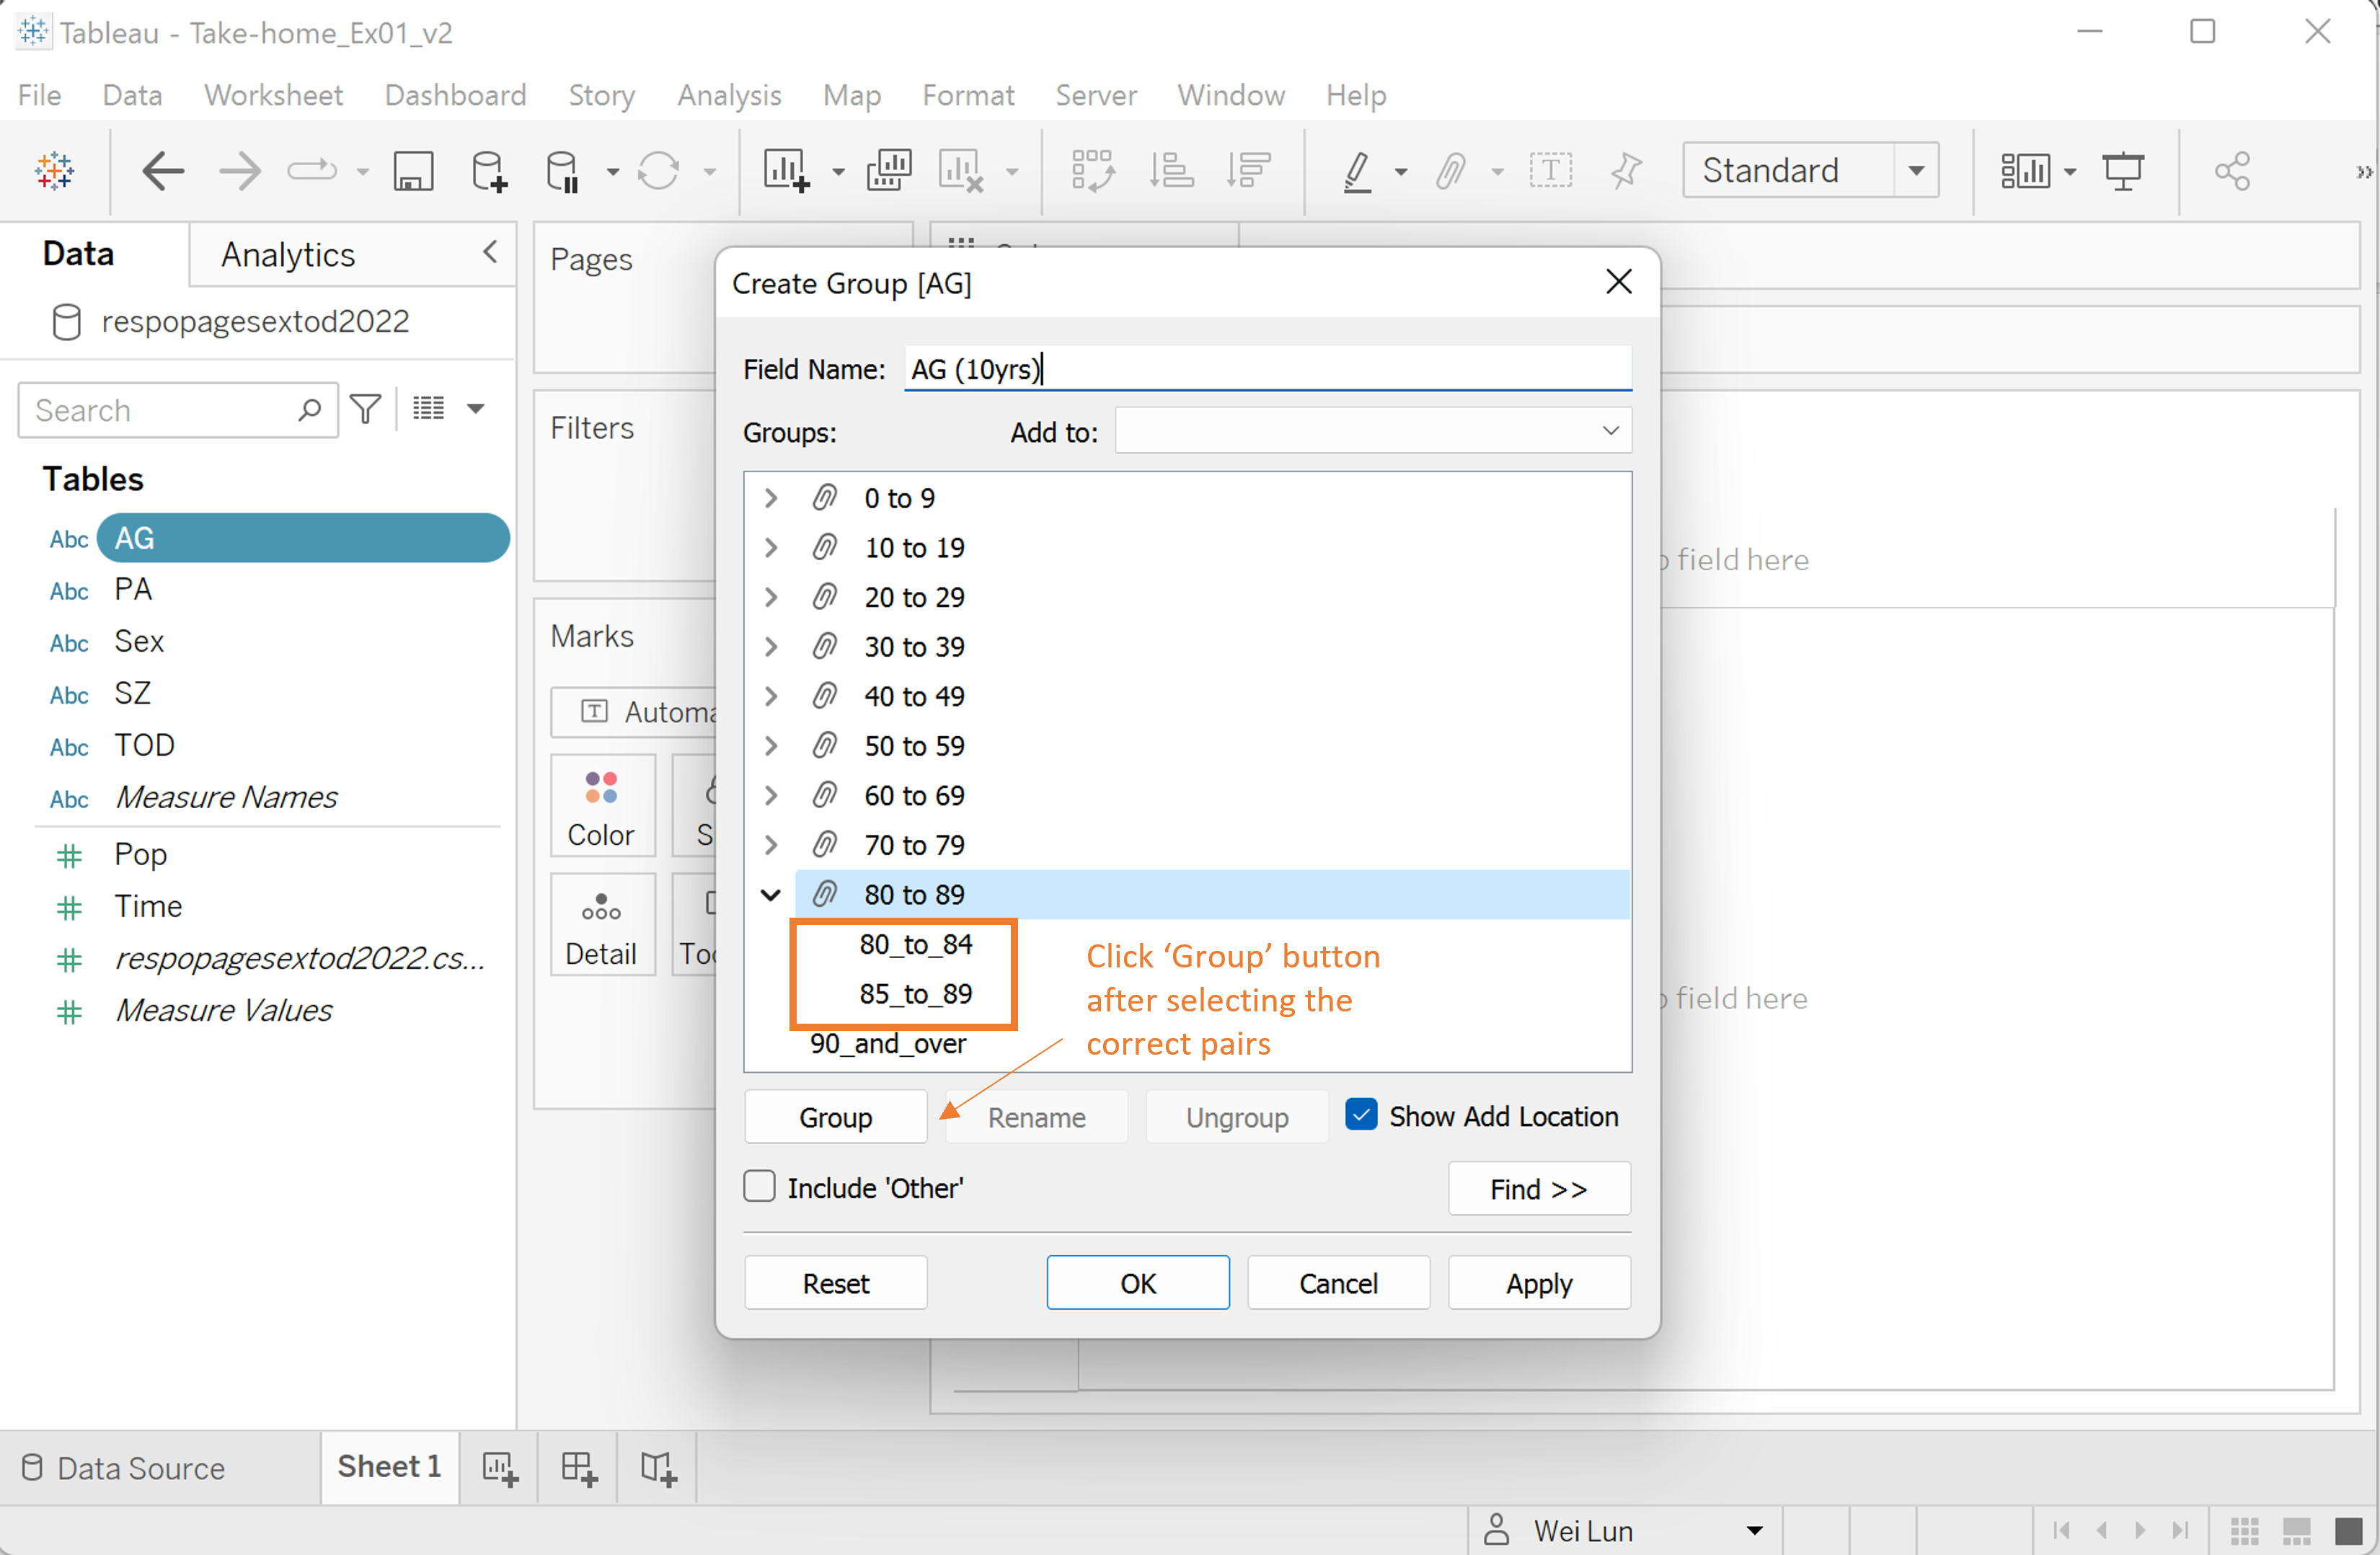 Tableau - Take-home_Ex01_v2
File Data Worksheet Dashboard Story Analysis Map Format Server Window Help
Standard
Data Analytics
respopagesextod2022
Search
Tables
Abc AG
Abc PA
Abc Sex
Abc SZ
Abc TOD
Abc Measure Names
Pop
Time
respopagesextod2022.cs...
Measure Values
Pages
Filters
Marks
Automa
Color
Detail
Create Group [AG]
Field Name: AG (10yrs)
Groups: Add to:
0 to 9
10 to 19
20 to 29
30 to 39
40 to 49
50 to 59
60 to 69
70 to 79
80 to 89
80_to_84
85_to_89
90_and_over
Click ‘Group’ button
after selecting the
correct pairs
Group Rename Ungroup Show Add Location
Include 'Other' Find >>
Reset OK Cancel Apply
field here
field here
Data Source Sheet 1
Wei Lun